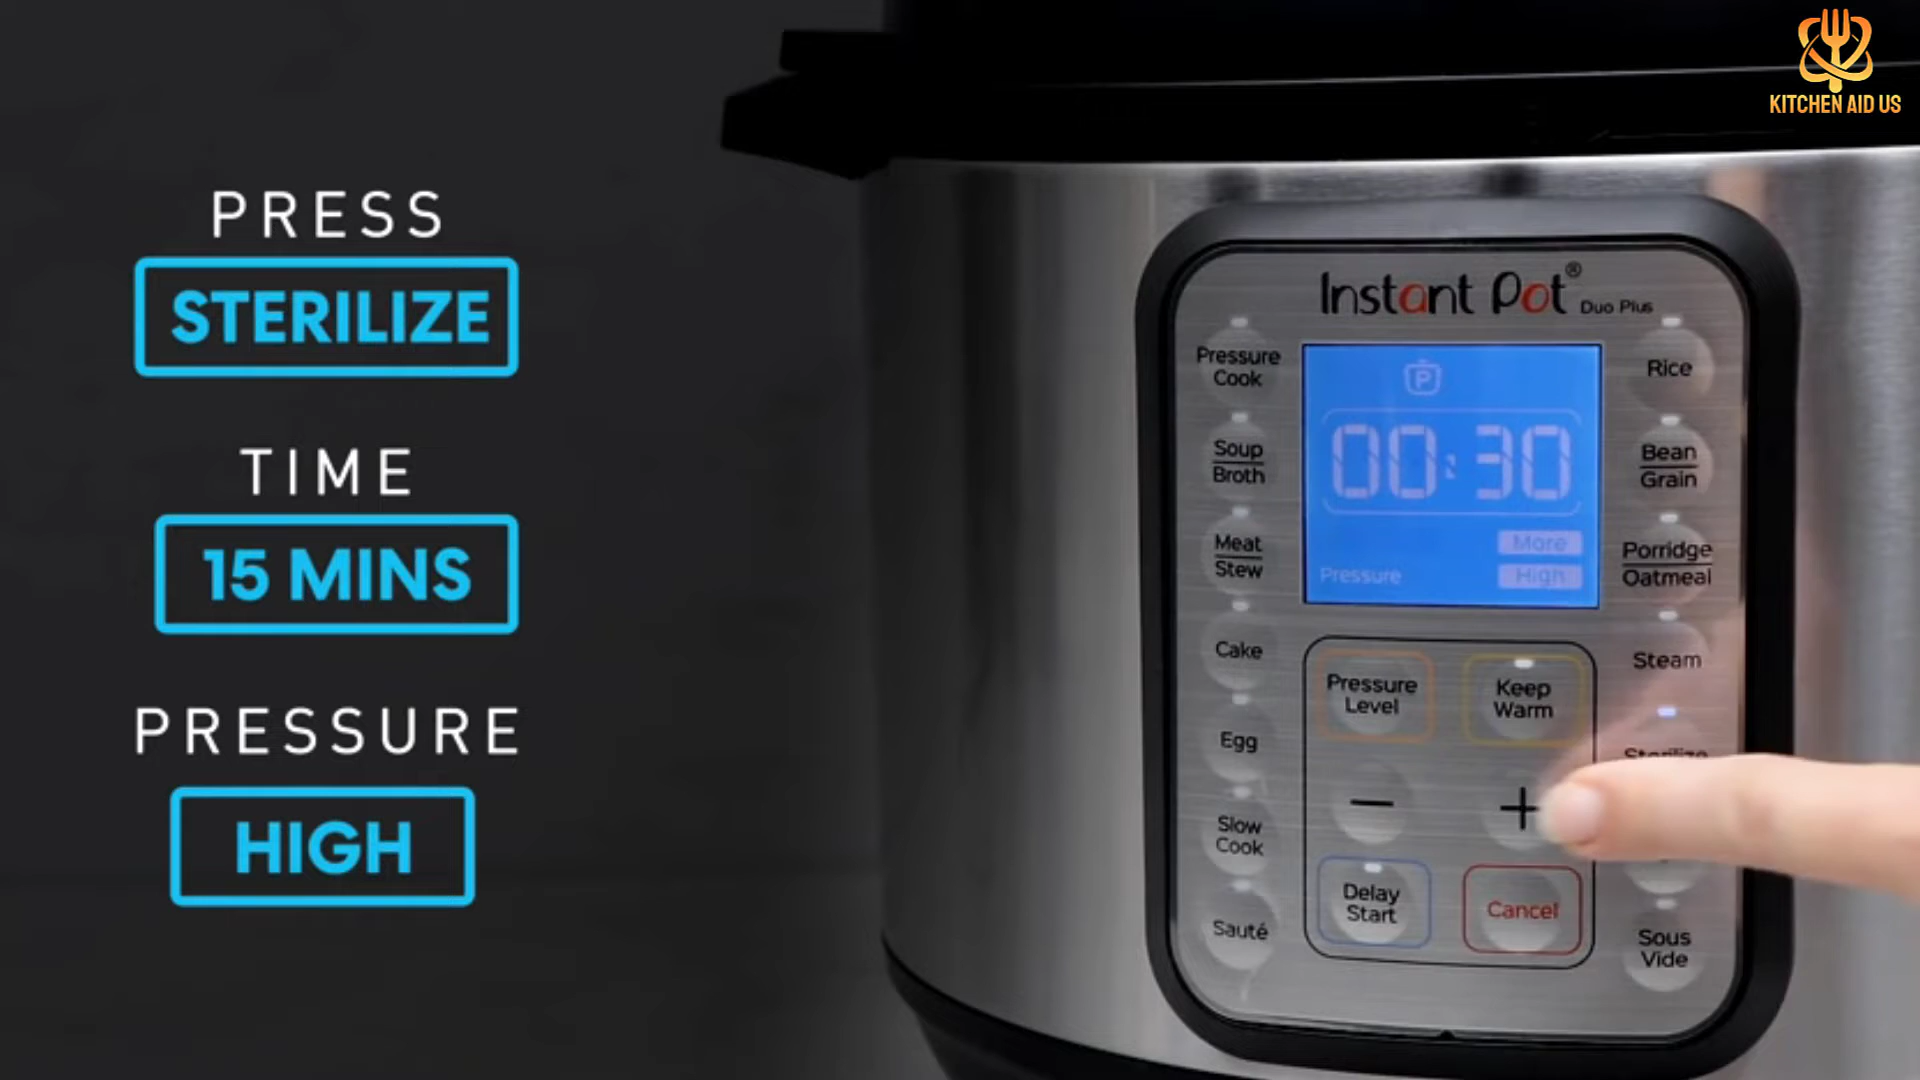 KITCHEN AID US
PRESS
STERILIZE
TIME
15 MINS
PRESSURE
HIGH
Instant Pot® Duo Plus
Pressure
Cook
Soup
Broth
Meat
Stew
Cake
Egg
Slow
Cook
Sauté
P
00:30
More
Pressure
High
Pressure
Level
Keep
Warm
−
+
Delay
Start
Cancel
Rice
Bean
Grain
Porridge
Oatmeal
Steam
Sterilize
Sous
Vide